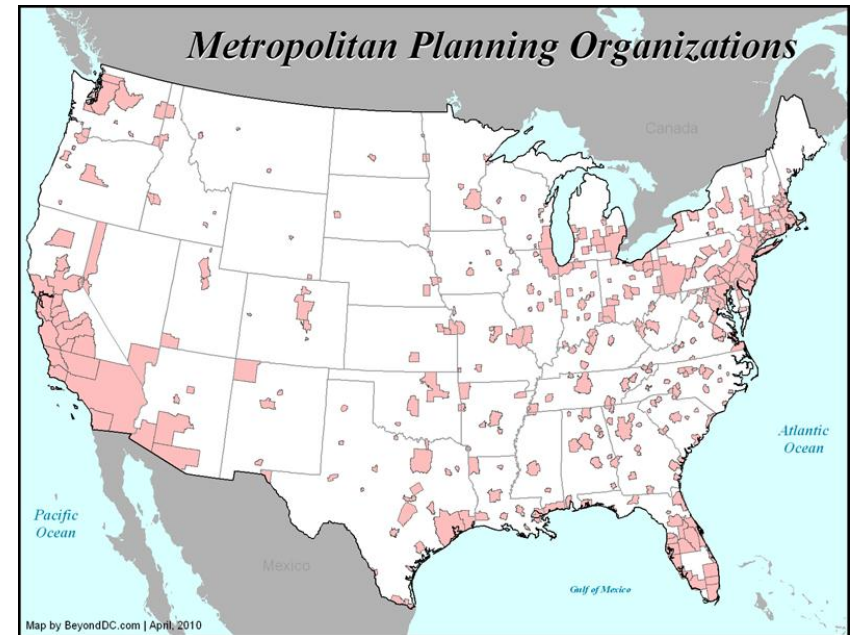 Metropolitan Planning Organizations
Canada
Atlantic
Ocean
Pacific
Ocean
Mexico
Gulf of Mexico
Map by BeyondDC.com | April, 2010